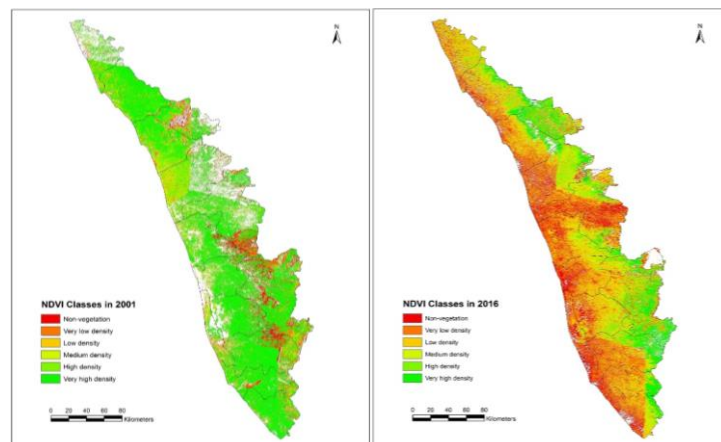 N
NDVI Classes in 2001
Non-vegetation
Very low density
Low density
Medium density
High density
Very high density
0 20 40 60 80
Kilometers
N
NDVI Classes in 2016
Non-vegetation
Very low density
Low density
Medium density
High density
Very high density
0 20 40 60 80
Kilometers